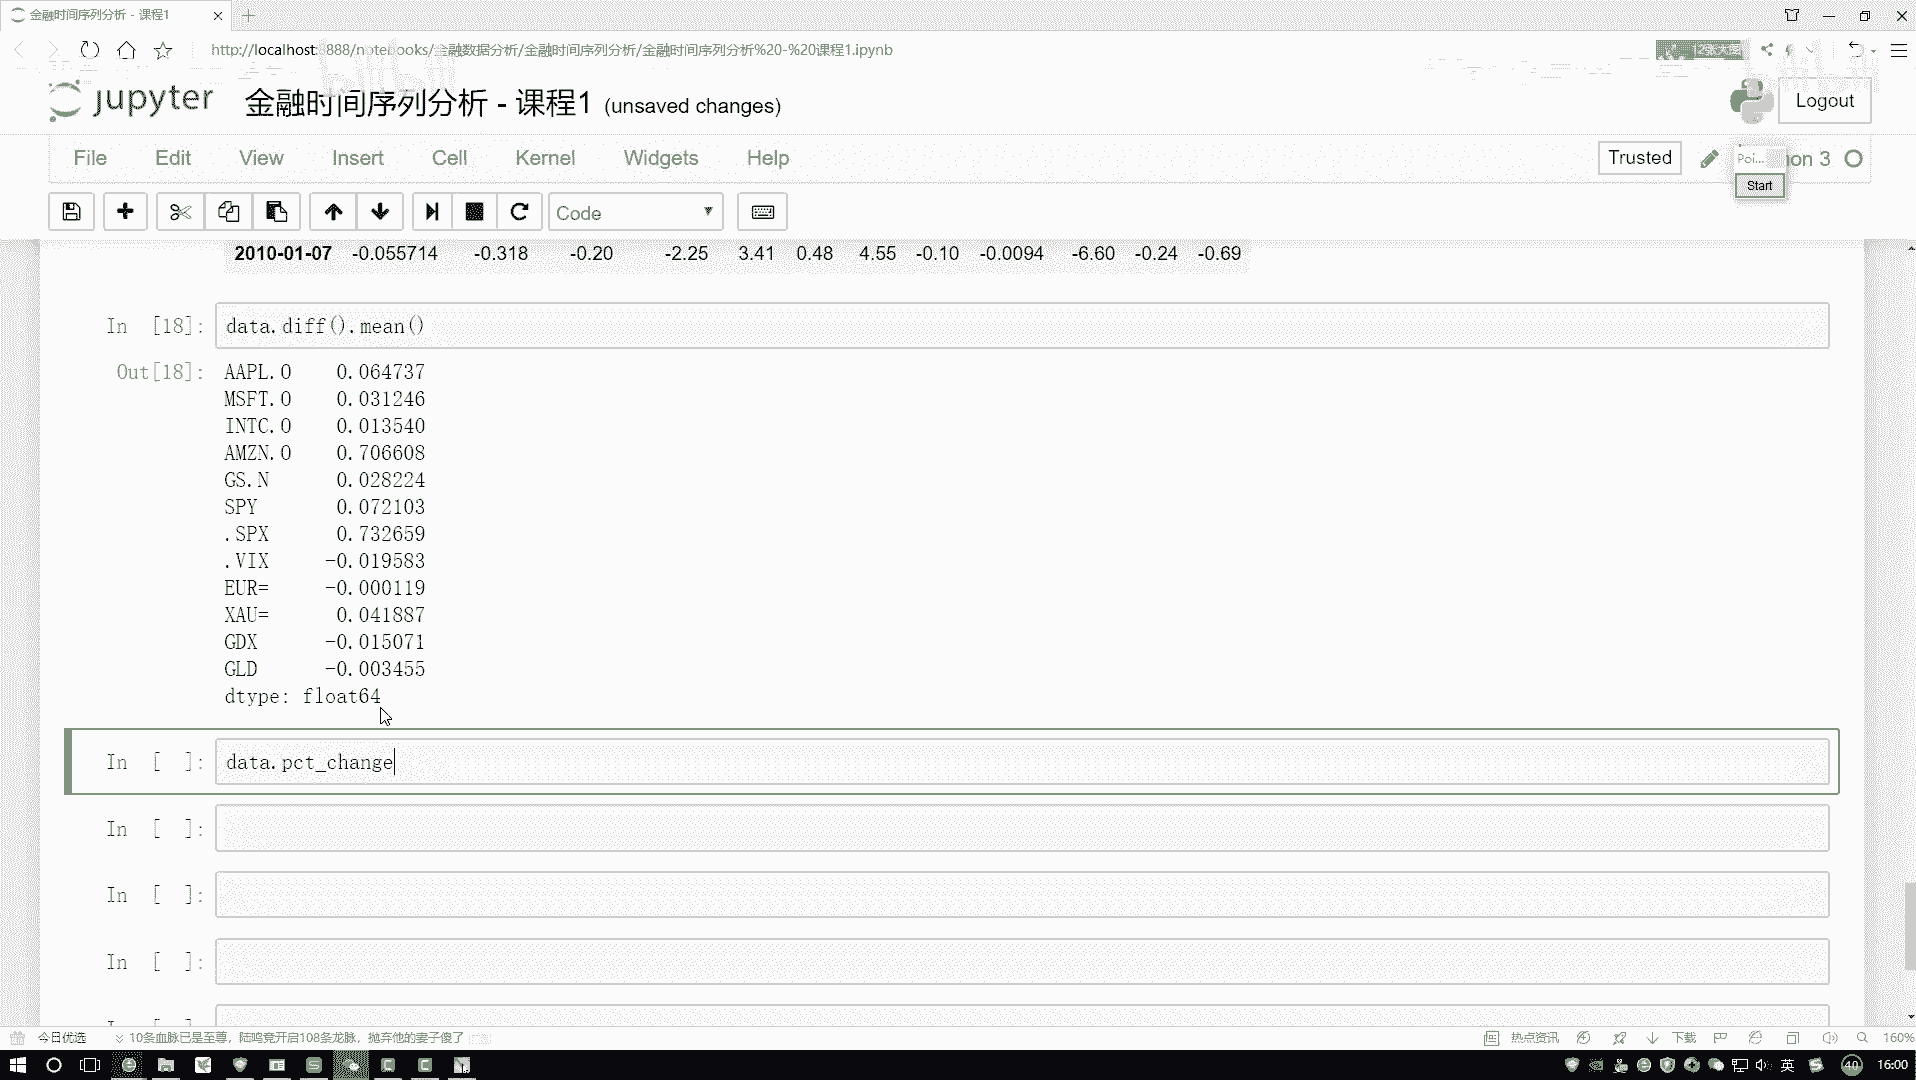 金融时间序列分析 - 课程1
http://localhost:8888/notebooks/金融数据分析/金融时间序列分析/金融时间序列分析%20-%20课程1.ipynb
12张大图
jupyter 金融时间序列分析 - 课程1 (unsaved changes)
Logout
File Edit View Insert Cell Kernel Widgets Help
Trusted
Poi... hon 3
Start
Code
2010-01-07 -0.055714 -0.318 -0.20 -2.25 3.41 0.48 4.55 -0.10 -0.0094 -6.60 -0.24 -0.69
In [18]: data.diff().mean()
Out[18]: AAPL.O 0.064737
MSFT.O 0.031246
INTC.O 0.013540
AMZN.O 0.706608
GS.N 0.028224
SPY 0.072103
.SPX 0.732659
.VIX -0.019583
EUR= -0.000119
XAU= 0.041887
GDX -0.015071
GLD -0.003455
dtype: float64
In [ ]: data.pct_change
In [ ]:
In [ ]:
In [ ]:
今日优选 10条血脉已是至尊，陆鸣竟开启108条龙脉，抛弃他的妻子傻了
热点资讯 下载 160%
英 40 16:00